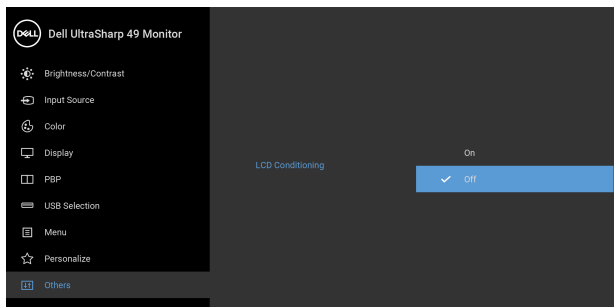 DELL Dell UltraSharp 49 Monitor
Brightness/Contrast
Input Source
Color
Display
PBP
USB Selection
Menu
Personalize
Others
LCD Conditioning
On
Off